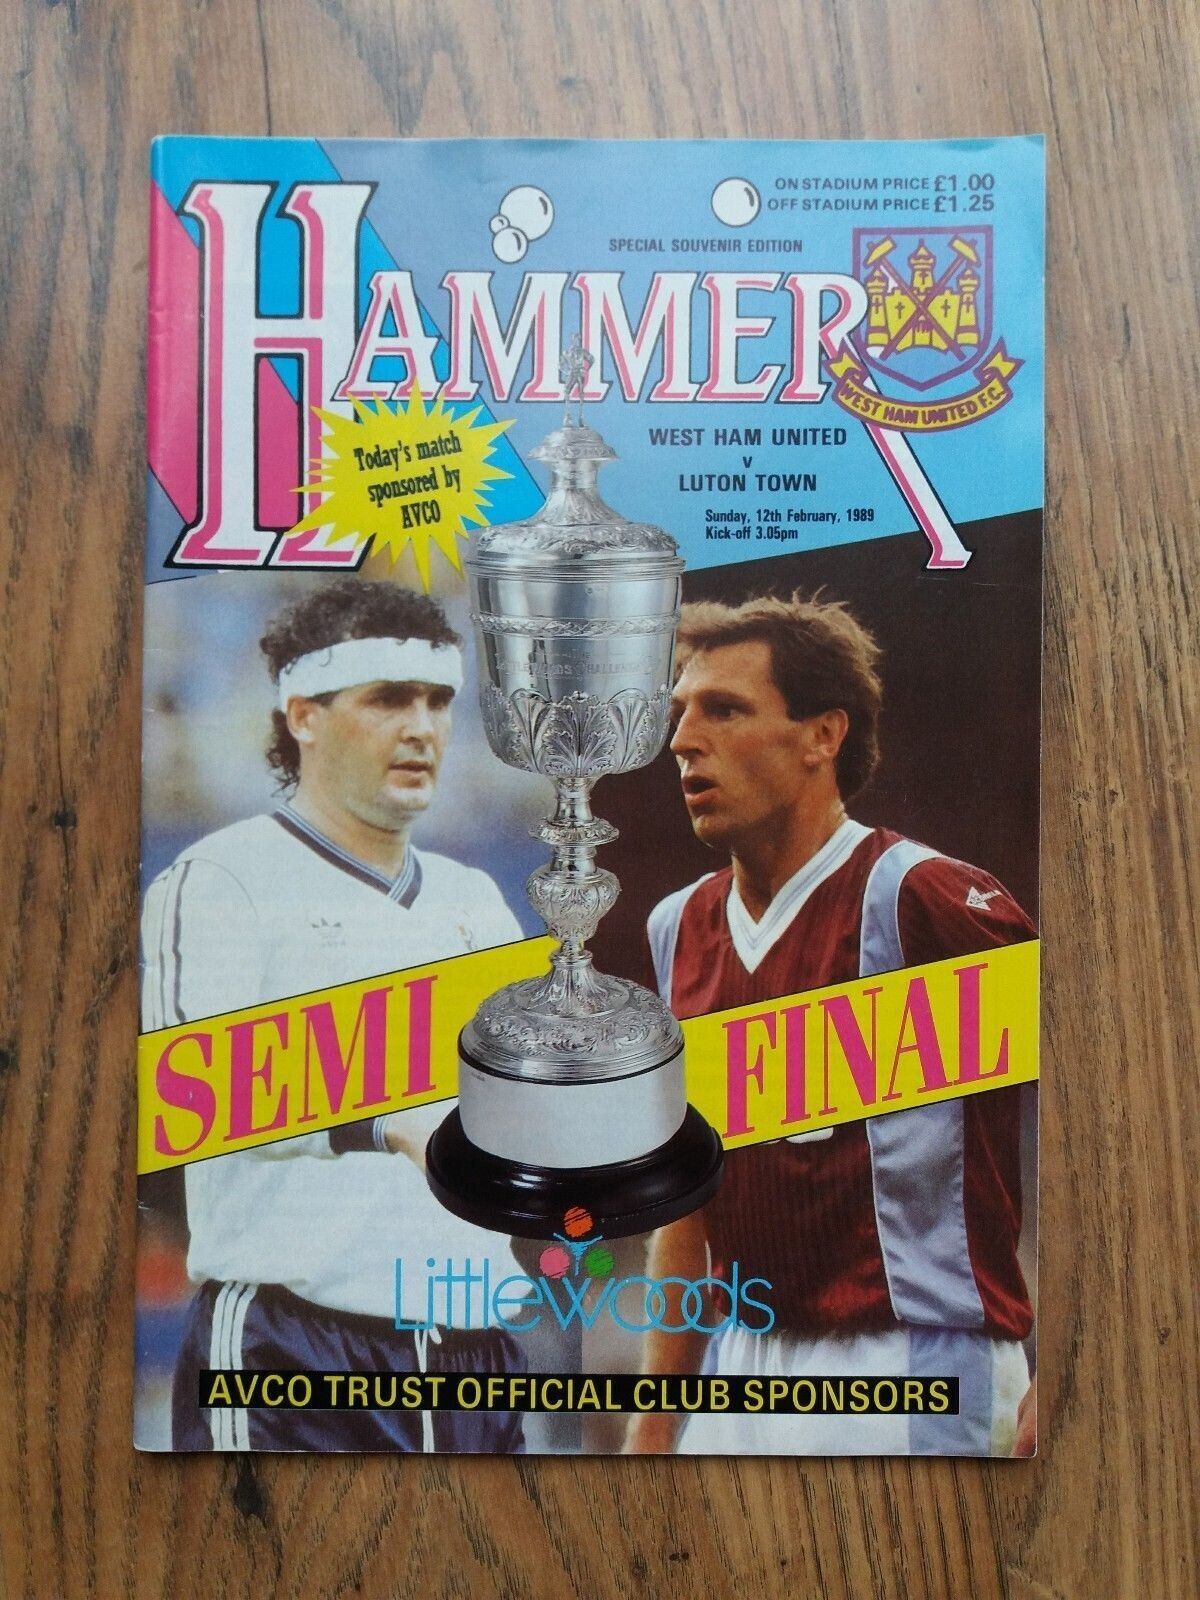 ON STADIUM PRICE £1.00
OFF STADIUM PRICE £1.25
SPECIAL SOUVENIR EDITION
HAMMER
WEST HAM UNITED F.C.
Today's match
sponsored by
AVCO
WEST HAM UNITED
v
LUTON TOWN
Sunday, 12th February, 1989
Kick-off 3.05pm
LITTLEWOODS CHALLENGE
SEMI FINAL
Littlewoods
AVCO TRUST OFFICIAL CLUB SPONSORS